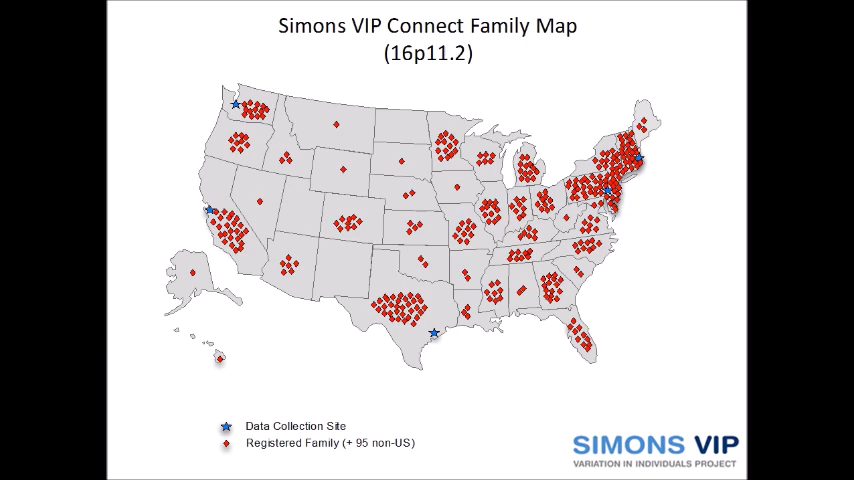 Simons VIP Connect Family Map
(16p11.2)
Data Collection Site
Registered Family (+ 95 non-US)
SIMONS VIP
VARIATION IN INDIVIDUALS PROJECT